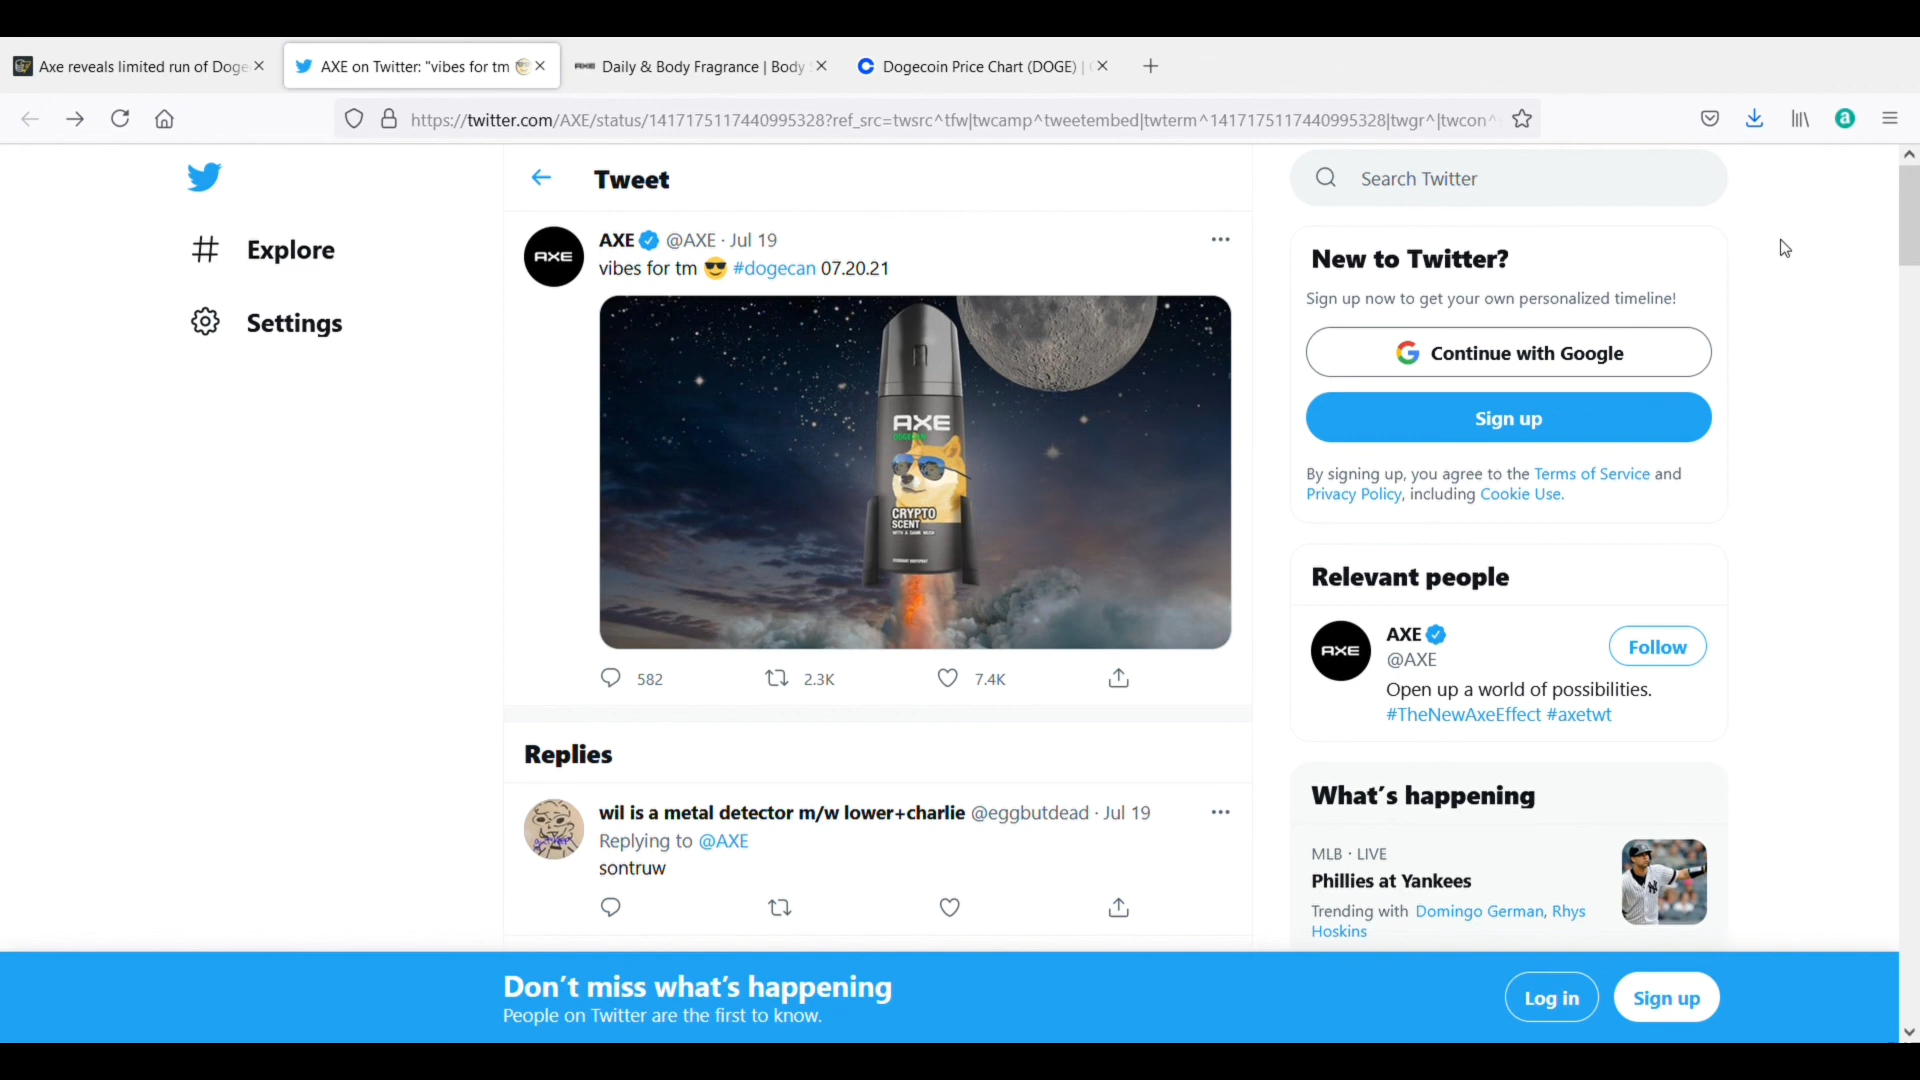 Axe reveals limited run of Doge
AXE on Twitter: "vibes for tm 😎
Daily & Body Fragrance | Body
Dogecoin Price Chart (DOGE) |
https://twitter.com/AXE/status/1417175117440995328?ref_src=twsrc^tfw|twcamp^tweetembed|twterm^1417175117440995328|twgr^|twcon^
Explore
Settings
Tweet
AXE @AXE · Jul 19
vibes for tm 😎 #dogecan 07.20.21
AXE
AXE
DOGECAN
CRYPTO
SCENT
WITH A DANK MUSK
582
2.3K
7.4K
Replies
wil is a metal detector m/w lower+charlie @eggbutdead · Jul 19
Replying to @AXE
sontruw
Search Twitter
New to Twitter?
Sign up now to get your own personalized timeline!
Continue with Google
Sign up
By signing up, you agree to the Terms of Service and
Privacy Policy, including Cookie Use.
Relevant people
AXE
AXE
@AXE
Follow
Open up a world of possibilities.
#TheNewAxeEffect #axetwt
What's happening
MLB · LIVE
Phillies at Yankees
Trending with Domingo German, Rhys
Hoskins
Don't miss what's happening
People on Twitter are the first to know.
Log in
Sign up